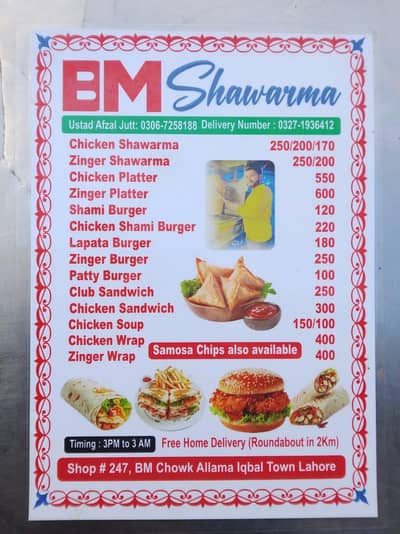 BM Shawarma
Ustad Afzal Jutt: 0306-7258188 Delivery Number : 0327-1936412
Chicken Shawarma 250/200/170
Zinger Shawarma 250/200
Chicken Platter 550
Zinger Platter 600
Shami Burger 120
Chicken Shami Burger 220
Lapata Burger 180
Zinger Burger 250
Patty Burger 100
Club Sandwich 250
Chicken Sandwich 300
Chicken Soup 150/100
Chicken Wrap 400
Zinger Wrap 400
Samosa Chips also available
Timing : 3PM to 3 AM Free Home Delivery (Roundabout in 2Km)
Shop # 247, BM Chowk Allama Iqbal Town Lahore